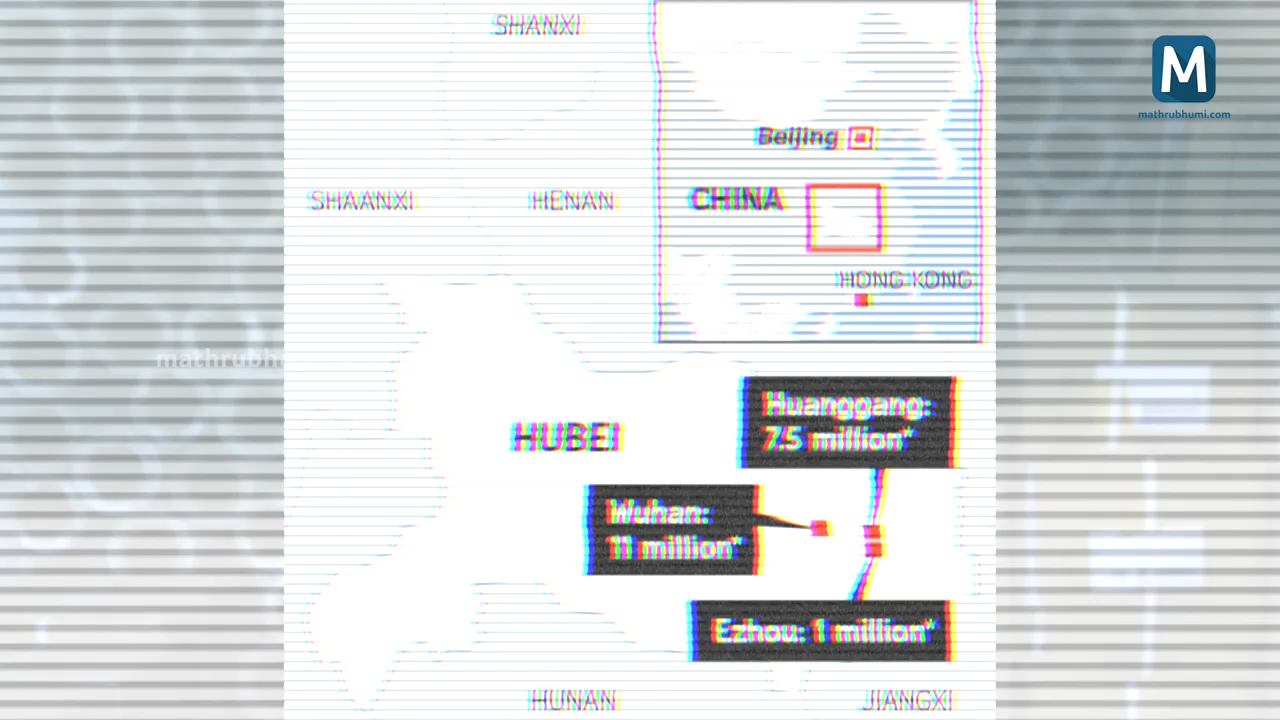 SHANXI
M
mathrubhumi.com
Beijing
SHAANXI
HENAN
CHINA
HONG KONG
mathrubh
Huanggang:
7.5 million*
HUBEI
Wuhan:
11 million*
Ezhou: 1 million*
HUNAN
JIANGXI